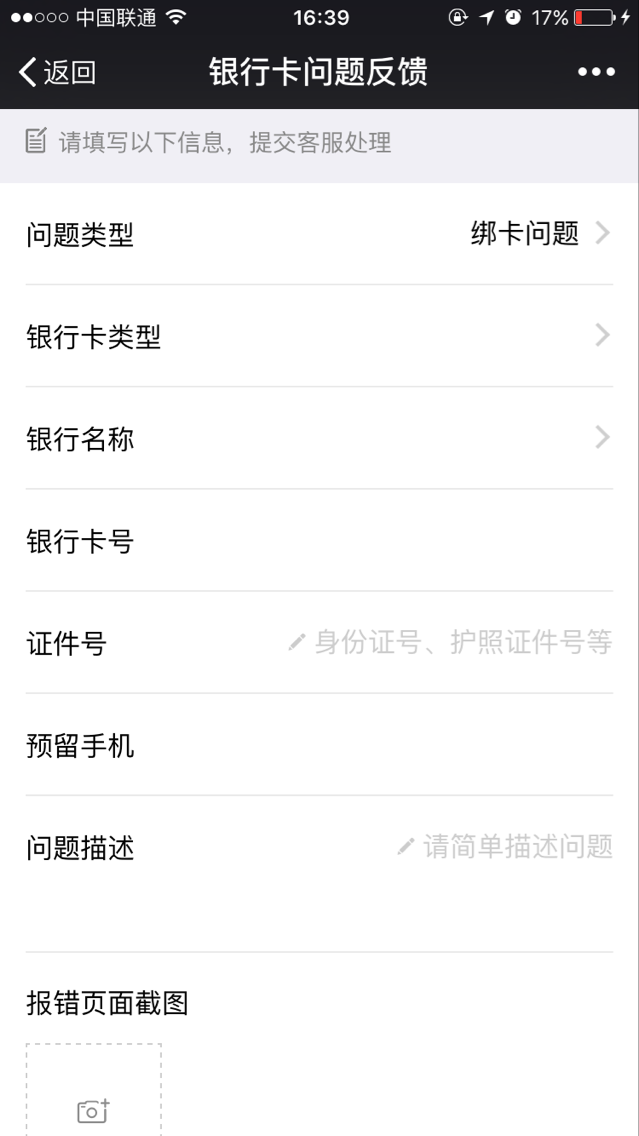 中国联通 16:39 17%
返回 银行卡问题反馈
请填写以下信息，提交客服处理
问题类型 绑卡问题
银行卡类型
银行名称
银行卡号
证件号 身份证号、护照证件号等
预留手机
问题描述 请简单描述问题
报错页面截图